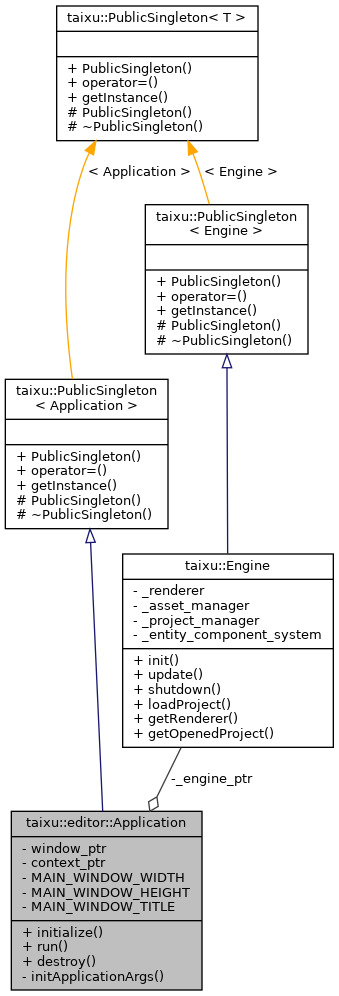 taixu::PublicSingleton< T >
+ PublicSingleton()
+ operator=()
+ getInstance()
# PublicSingleton()
# ~PublicSingleton()
< Application >
< Engine >
taixu::PublicSingleton
< Engine >
+ PublicSingleton()
+ operator=()
+ getInstance()
# PublicSingleton()
# ~PublicSingleton()
taixu::PublicSingleton
< Application >
+ PublicSingleton()
+ operator=()
+ getInstance()
# PublicSingleton()
# ~PublicSingleton()
taixu::Engine
- _renderer
- _asset_manager
- _project_manager
- _entity_component_system
+ init()
+ update()
+ shutdown()
+ loadProject()
+ getRenderer()
+ getOpenedProject()
-_engine_ptr
taixu::editor::Application
- window_ptr
- context_ptr
- MAIN_WINDOW_WIDTH
- MAIN_WINDOW_HEIGHT
- MAIN_WINDOW_TITLE
+ initialize()
+ run()
+ destroy()
- initApplicationArgs()